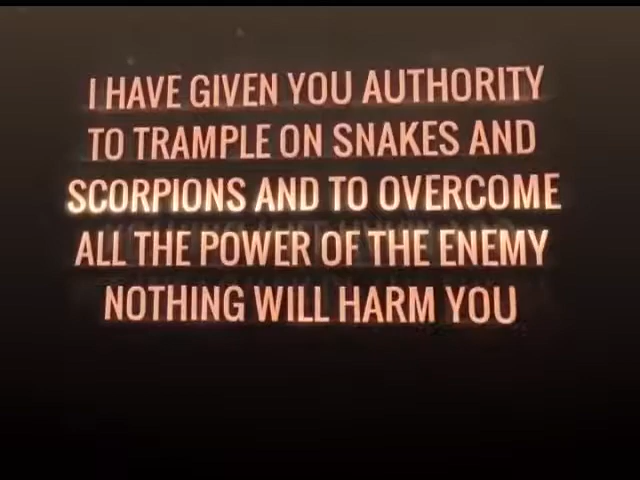 I HAVE GIVEN YOU AUTHORITY
TO TRAMPLE ON SNAKES AND
SCORPIONS AND TO OVERCOME
ALL THE POWER OF THE ENEMY
NOTHING WILL HARM YOU